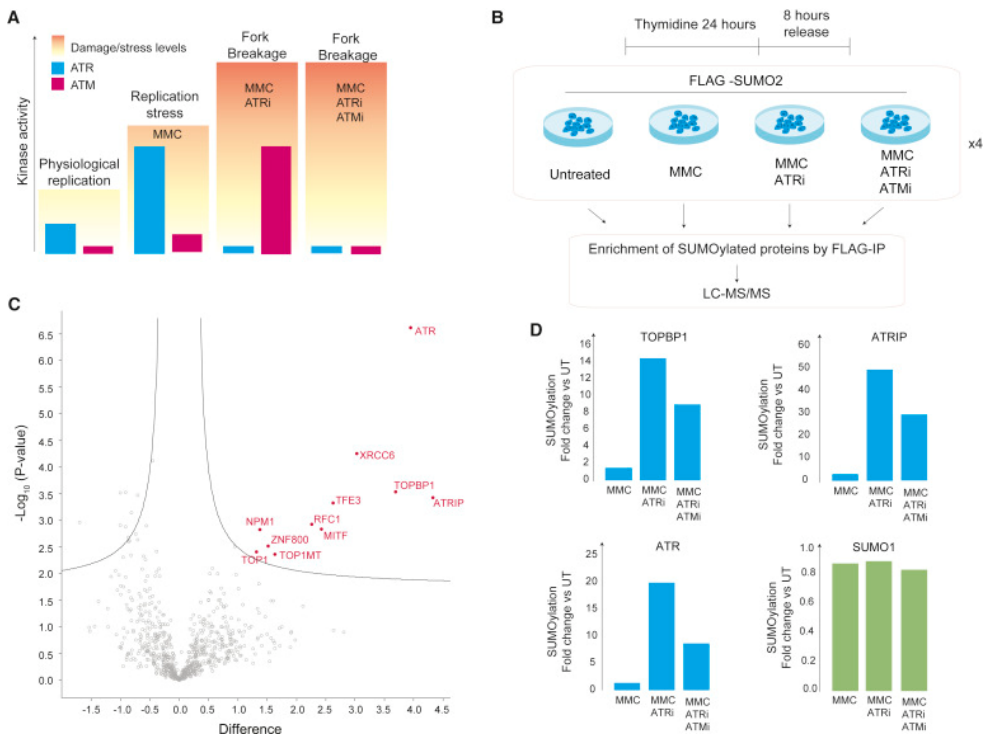 A
Kinase activity
Damage/stress levels
ATR
ATM
Physiological
replication
Replication
stress
MMC
Fork
Breakage
MMC
ATRi
Fork
Breakage
MMC
ATRi
ATMi
B
Thymidine 24 hours
8 hours
release
FLAG -SUMO2
Untreated
MMC
MMC
ATRi
MMC
ATRi
ATMi
x4
Enrichment of SUMOylated proteins by FLAG-IP
LC-MS/MS
C
-Log10 (P-value)
6.5
6.0
5.5
5.0
4.5
4.0
3.5
3.0
2.5
2.0
1.5
1.0
0.5
0.0
ATR
XRCC6
TOPBP1
ATRIP
TFE3
RFC1
NPM1
MITF
ZNF800
TOP1
TOP1MT
-1.5 -1.0 0.5 0.0 0.5 1.0 1.5 2.0 2.5 3.0 3.5 4.0 4.5
Difference
D
TOPBP1
SUMOylation
Fold change vs UT
16
14
12
10
8
6
4
2
0
MMC
MMC
ATRi
MMC
ATRi
ATMi
ATRIP
SUMOylation
Fold change vs UT
60
50
40
30
20
10
0
MMC
MMC
ATRi
MMC
ATRi
ATMi
ATR
SUMOylation
Fold change vs UT
25
20
15
10
5
0
MMC
MMC
ATRi
MMC
ATRi
ATMi
SUMO1
SUMOylation
Fold change vs UT
1.0
0.8
0.6
0.4
0.2
0.0
MMC
MMC
ATRi
MMC
ATRi
ATMi